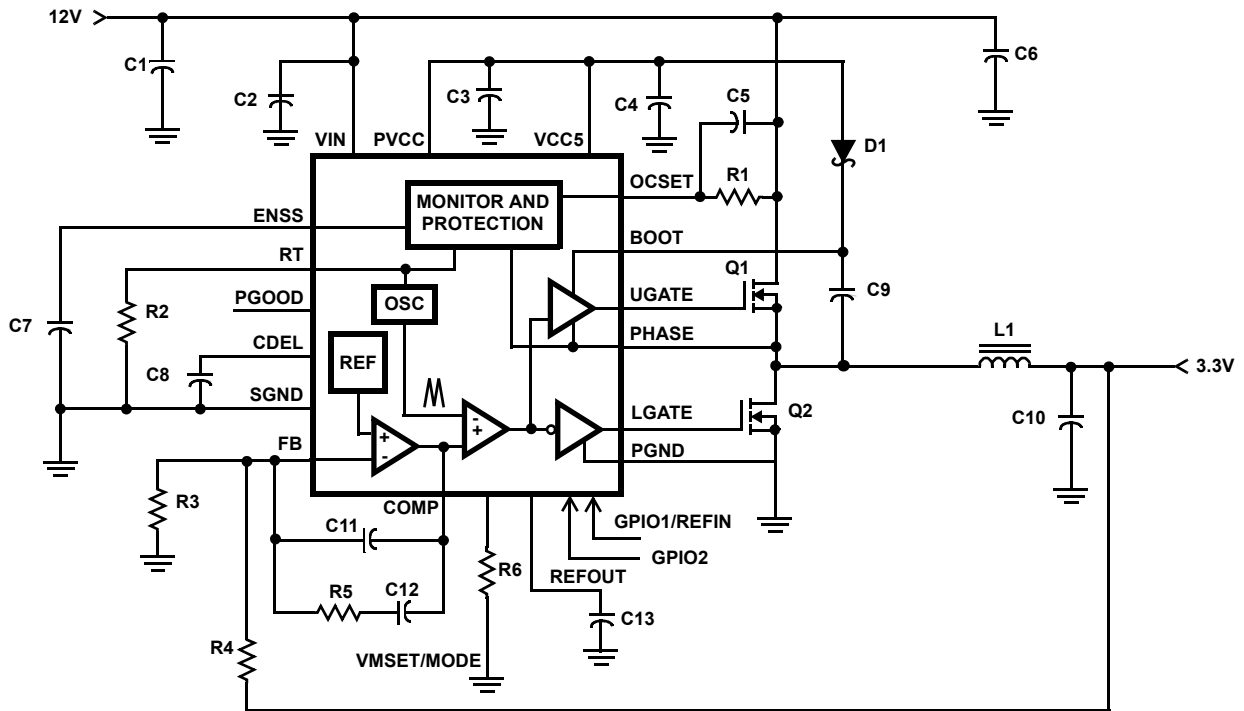 12V
C1
C2
C3
C4
C5
C6
VIN
PVCC
VCC5
D1
OCSET
R1
MONITOR AND
PROTECTION
ENSS
BOOT
RT
Q1
C9
R2
PGOOD
OSC
UGATE
C7
L1
CDEL
PHASE
REF
3.3V
C8
SGND
LGATE
Q2
C10
- +
+ -
FB
PGND
R3
COMP
GPIO1/REFIN
C11
R6
GPIO2
REFOUT
R5
C12
C13
R4
VMSET/MODE